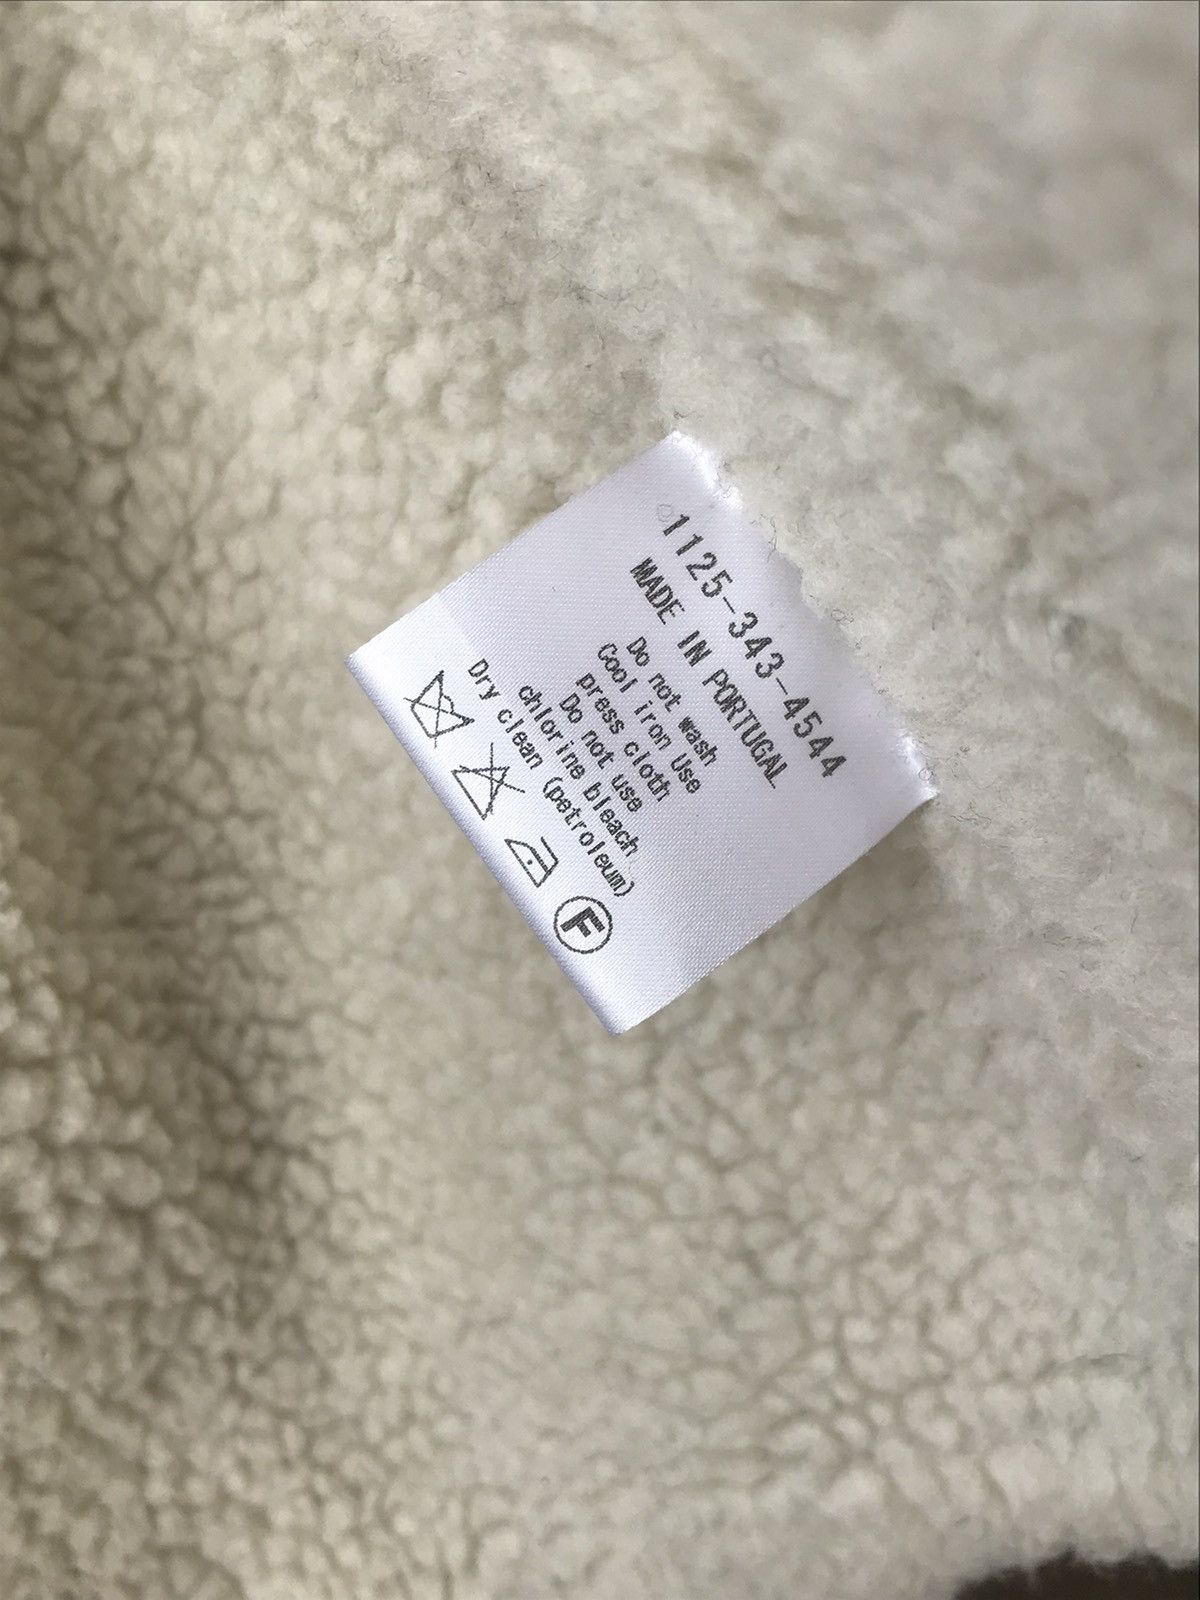 1125-343-4544
MADE IN PORTUGAL
Do not wash
Cool iron Use
press cloth
Do not use
chlorine bleach
Dry clean (petroleum)
F